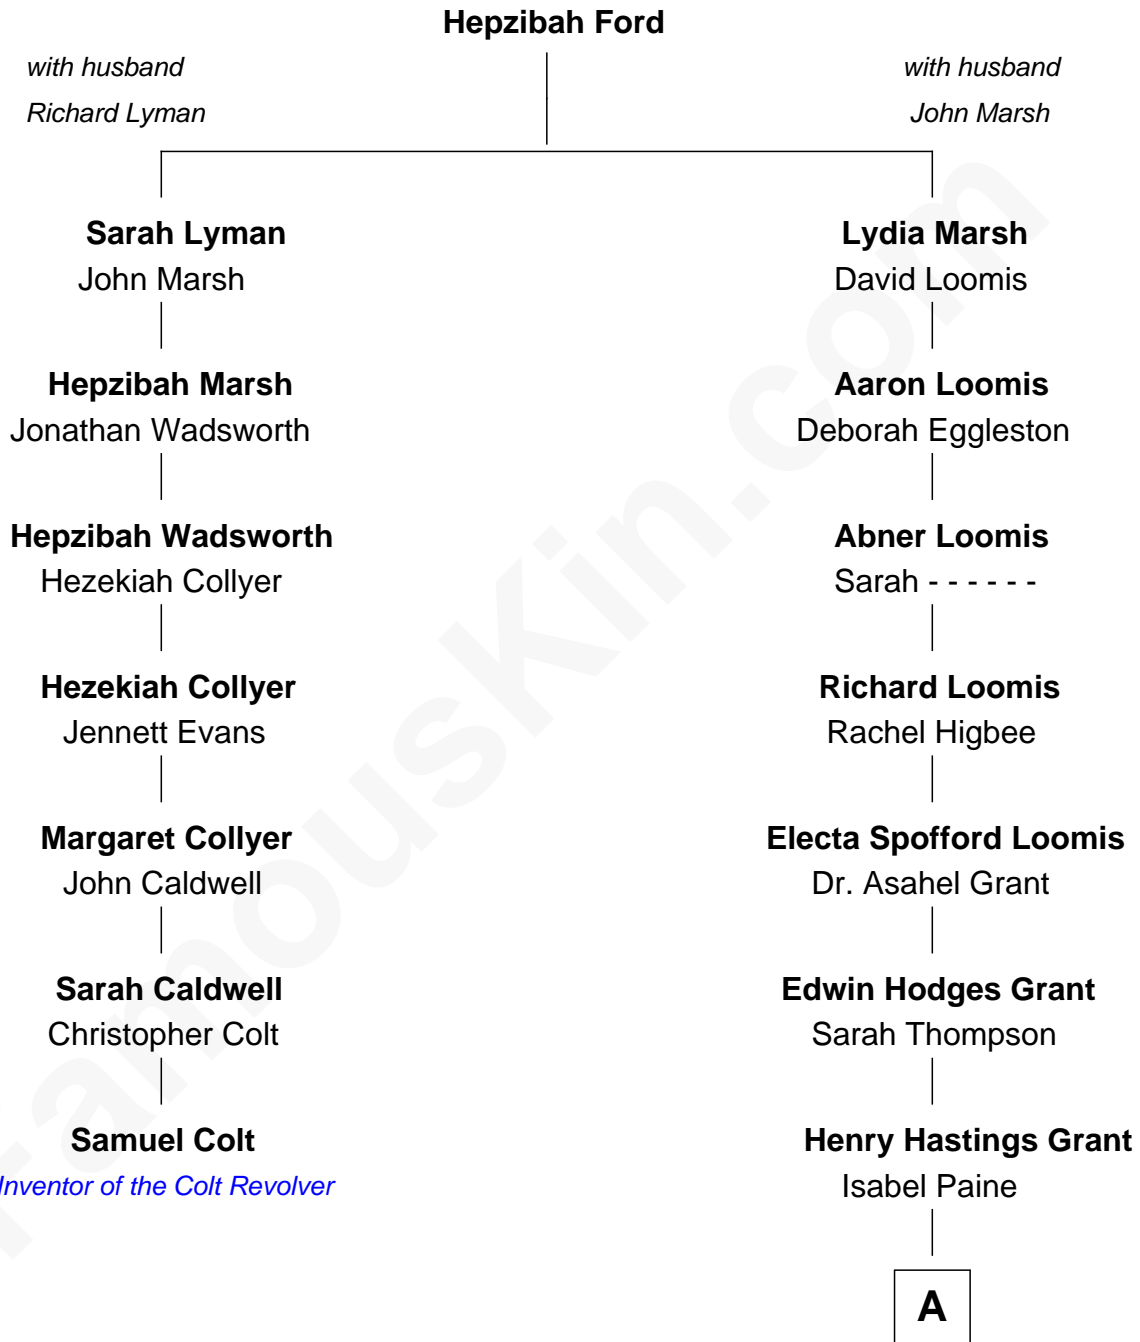 Hepzibah Ford
with husband
Richard Lyman
with husband
John Marsh
Sarah Lyman
John Marsh
Lydia Marsh
David Loomis
Hepzibah Marsh
Jonathan Wadsworth
Aaron Loomis
Deborah Eggleston
Hepzibah Wadsworth
Hezekiah Collyer
Abner Loomis
Sarah - - - - - -
Hezekiah Collyer
Jennett Evans
Richard Loomis
Rachel Higbee
Margaret Collyer
John Caldwell
Electa Spofford Loomis
Dr. Asahel Grant
Sarah Caldwell
Christopher Colt
Edwin Hodges Grant
Sarah Thompson
Samuel Colt
Inventor of the Colt Revolver
Henry Hastings Grant
Isabel Paine
A
FamousKin.com